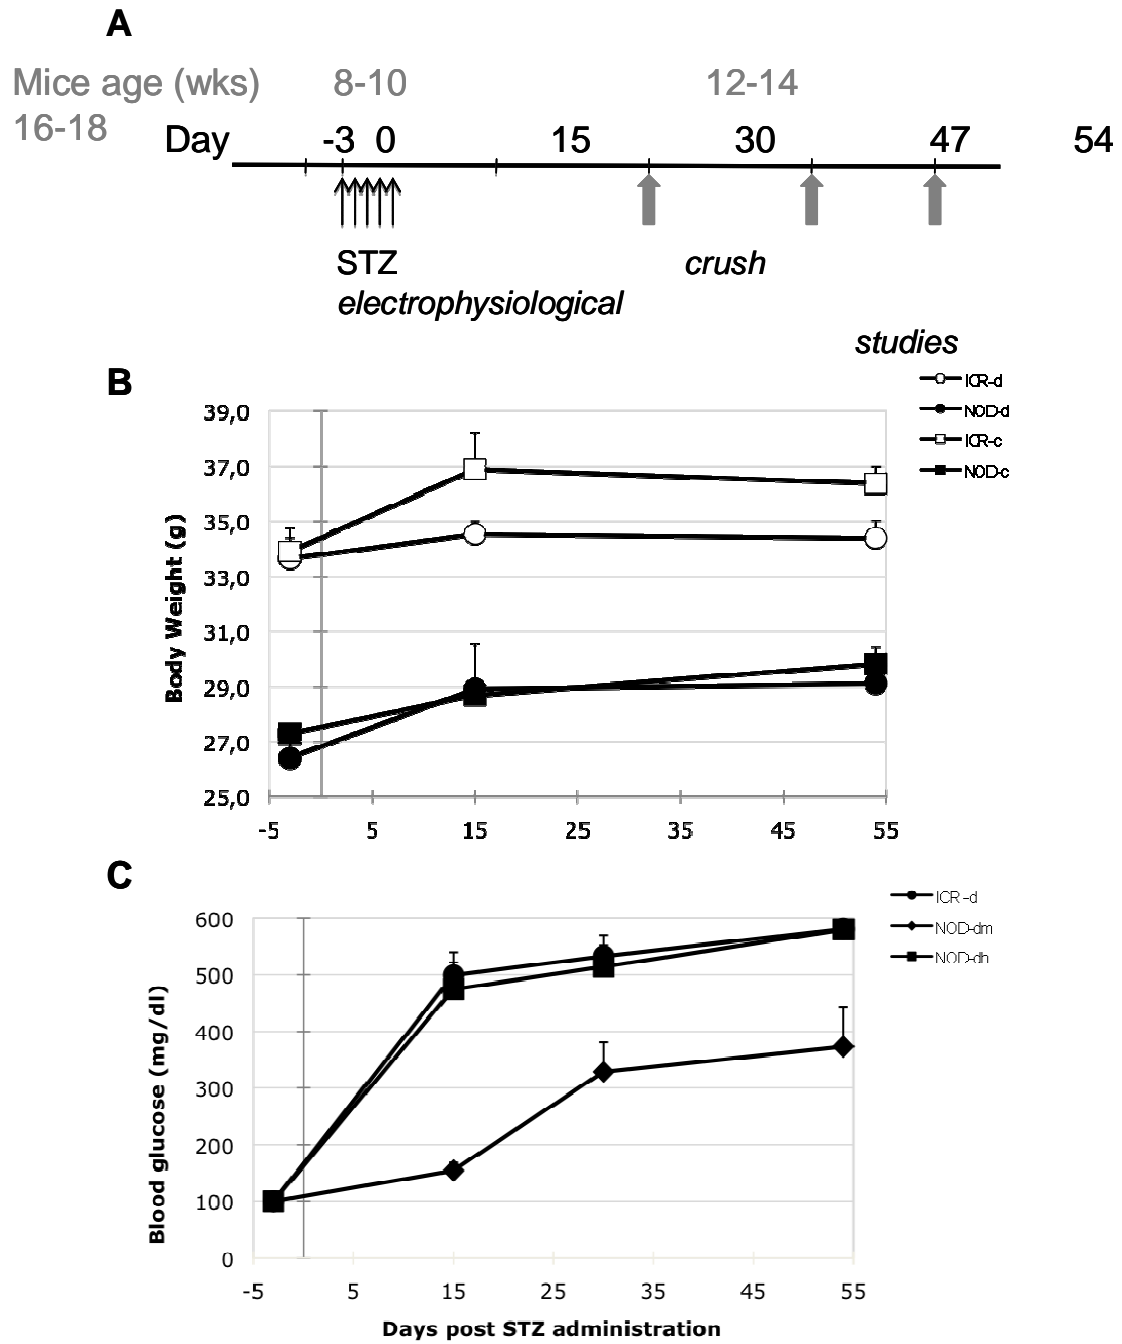 A
Mice age (wks) 8-10 12-14
16-18
Day -3 0 15 30 47 54
STZ crush
electrophysiological
studies
B
ICR-d
NOD-d
ICR-c
NOD-c
39,0
37,0
35,0
33,0
31,0
29,0
27,0
25,0
Body Weight (g)
-5 5 15 25 35 45 55
C
ICR-d
NOD-dm
NOD-dh
600
500
400
300
200
100
0
Blood glucose (mg/dl)
-5 5 15 25 35 45 55
Days post STZ administration